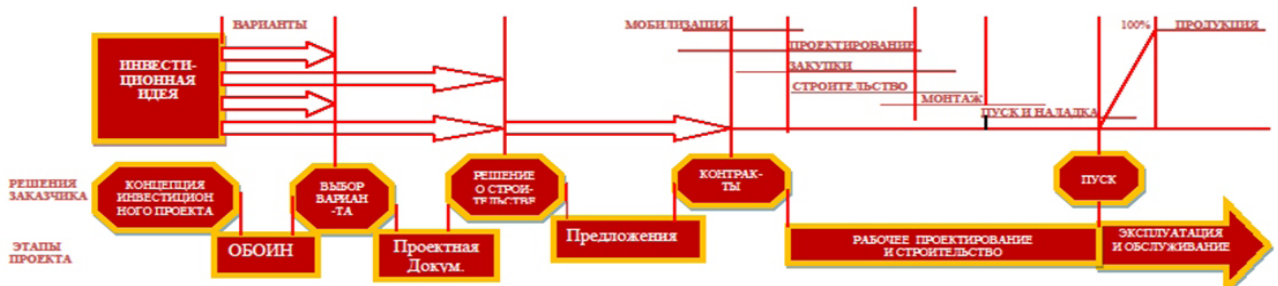 ВАРИАНТЫ
МОБИЛИЗАЦИЯ
100%
ПРОДУКЦИЯ
ИНВЕСТИ-
ЦИОННАЯ
ИДЕЯ
ПРОЕКТИРОВАНИЕ
ЗАКУПКИ
СТРОИТЕЛЬСТВО
МОНТАЖ
ПУСК И НАЛАДКА
РЕШЕНИЯ
ЗАКАЗЧИКА
КОНЦЕПЦИЯ
ИНВЕСТИЦИОН
НОГО ПРОЕКТА
ВЫБОР
ВАРИАН
-ТА
РЕШЕНИЕ
О СТРОИ-
ТЕЛЬСТВЕ
КОНТРАК-
ТЫ
ПУСК
ЭТАПЫ
ПРОЕКТА
ОБОИН
Проектная
Докум.
Предложения
РАБОЧЕЕ ПРОЕКТИРОВАНИЕ
И СТРОИТЕЛЬСТВО
ЭКСПЛУАТАЦИЯ
И ОБСЛУЖИВАНИЕ